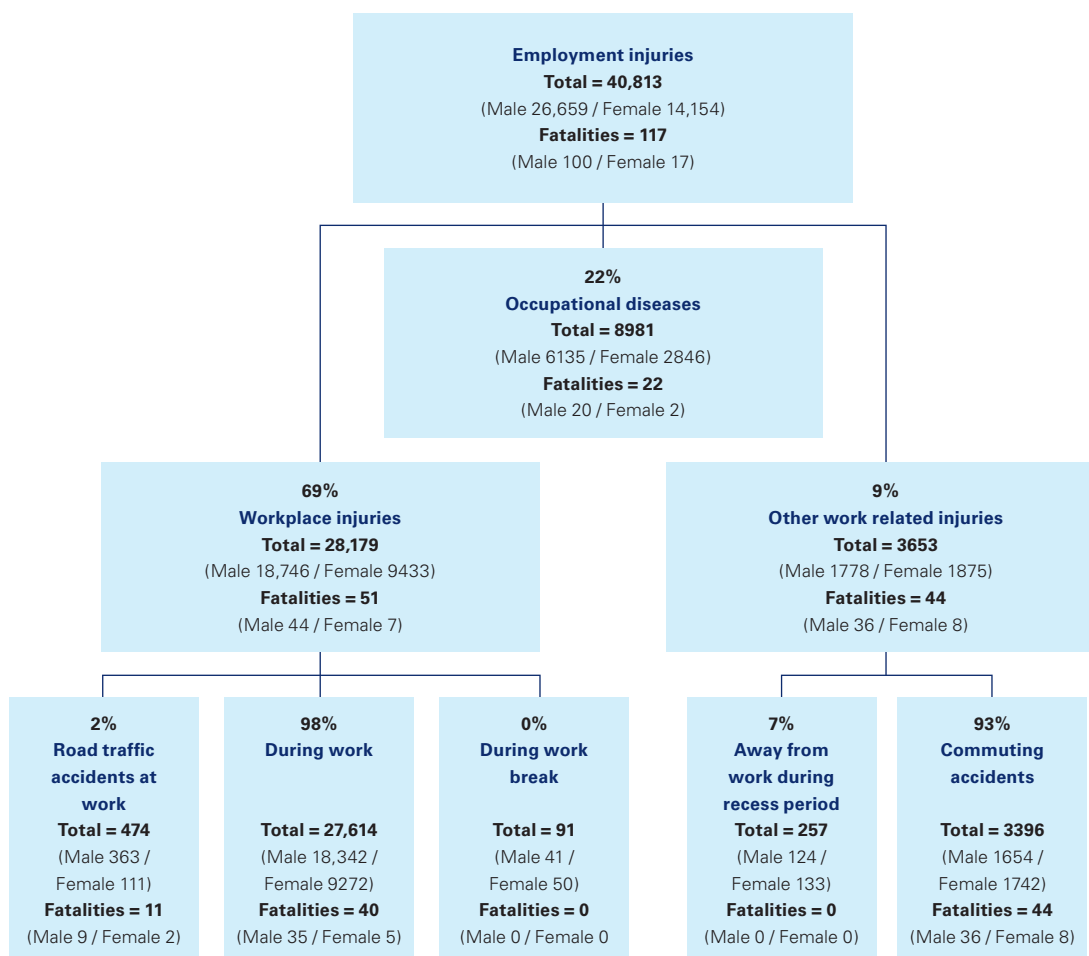 Employment injuries
Total = 40,813
(Male 26,659 / Female 14,154)
Fatalities = 117
(Male 100 / Female 17)
22%
Occupational diseases
Total = 8981
(Male 6135 / Female 2846)
Fatalities = 22
(Male 20 / Female 2)
69%
Workplace injuries
Total = 28,179
(Male 18,746 / Female 9433)
Fatalities = 51
(Male 44 / Female 7)
9%
Other work related injuries
Total = 3653
(Male 1778 / Female 1875)
Fatalities = 44
(Male 36 / Female 8)
2%
Road traffic
accidents at
work
Total = 474
(Male 363 /
Female 111)
Fatalities = 11
(Male 9 / Female 2)
98%
During work
Total = 27,614
(Male 18,342 /
Female 9272)
Fatalities = 40
(Male 35 / Female 5)
0%
During work
break
Total = 91
(Male 41 /
Female 50)
Fatalities = 0
(Male 0 / Female 0
7%
Away from
work during
recess period
Total = 257
(Male 124 /
Female 133)
Fatalities = 0
(Male 0 / Female 0)
93%
Commuting
accidents
Total = 3396
(Male 1654 /
Female 1742)
Fatalities = 44
(Male 36 / Female 8)